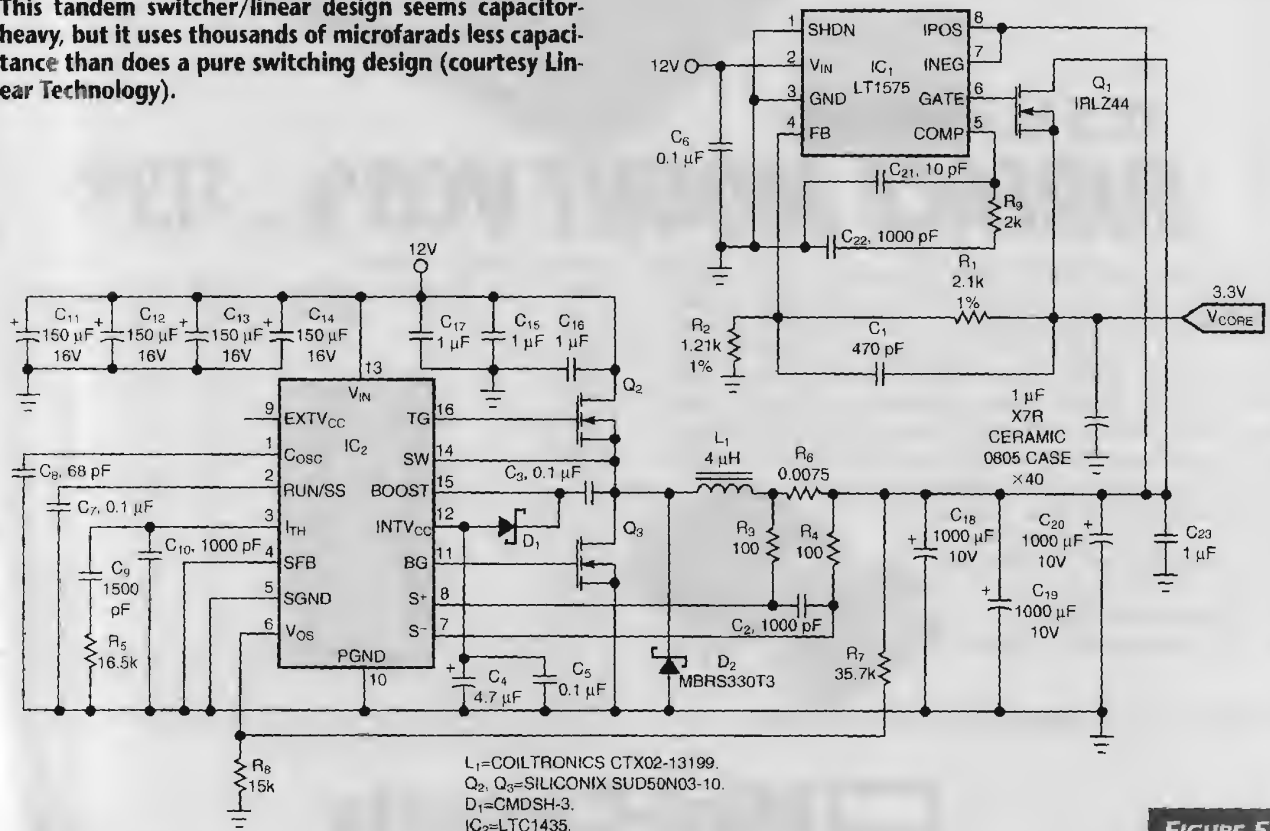 This tandem switcher/linear design seems capacitor-
heavy, but it uses thousands of microfarads less capaci-
tance than does a pure switching design (courtesy Lin-
ear Technology).
1 SHDN
IPOS 8
12V
2 VIN
IC1
LT1575
INEG 7
3 GND
GATE 6
Q1
IRLZ44
4 FB
COMP 5
C6
0.1 µF
C21, 10 pF
R9
2k
C22, 1000 pF
R1
2.1k
1%
3.3V
VCORE
R2
1.21k
1%
C1
470 pF
1 µF
X7R
CERAMIC
0805 CASE
×40
12V
C11
150 µF
16V
C12
150 µF
16V
C13
150 µF
16V
C14
150 µF
16V
C17
1 µF
C15
1 µF
C16
1 µF
13
VIN
Q2
9 EXTVCC
TG 16
1 COSC
IC2
SW 14
C8, 68 pF
2 RUN/SS
BOOST 15
C3, 0.1 µF
L1
4 µH
R6
0.0075
C7, 0.1 µF
3 ITH
INTVCC 12
D1
Q3
C10, 1000 pF
4 SFB
BG 11
R3
100
R4
100
C18
1000 µF
10V
C20
1000 µF
10V
C23
1 µF
C9
1500
pF
5 SGND
S+ 8
C19
1000 µF
10V
R5
16.5k
6 VOS
S− 7
C2, 1000 pF
PGND
10
C4
4.7 µF
C5
0.1 µF
D2
MBRS330T3
R7
35.7k
R8
15k
L1=COILTRONICS CTX02-13199.
Q2, Q3=SILICONIX SUD50N03-10.
D1=CMDSH-3.
IC2=LTC1435.
FIGURE 5